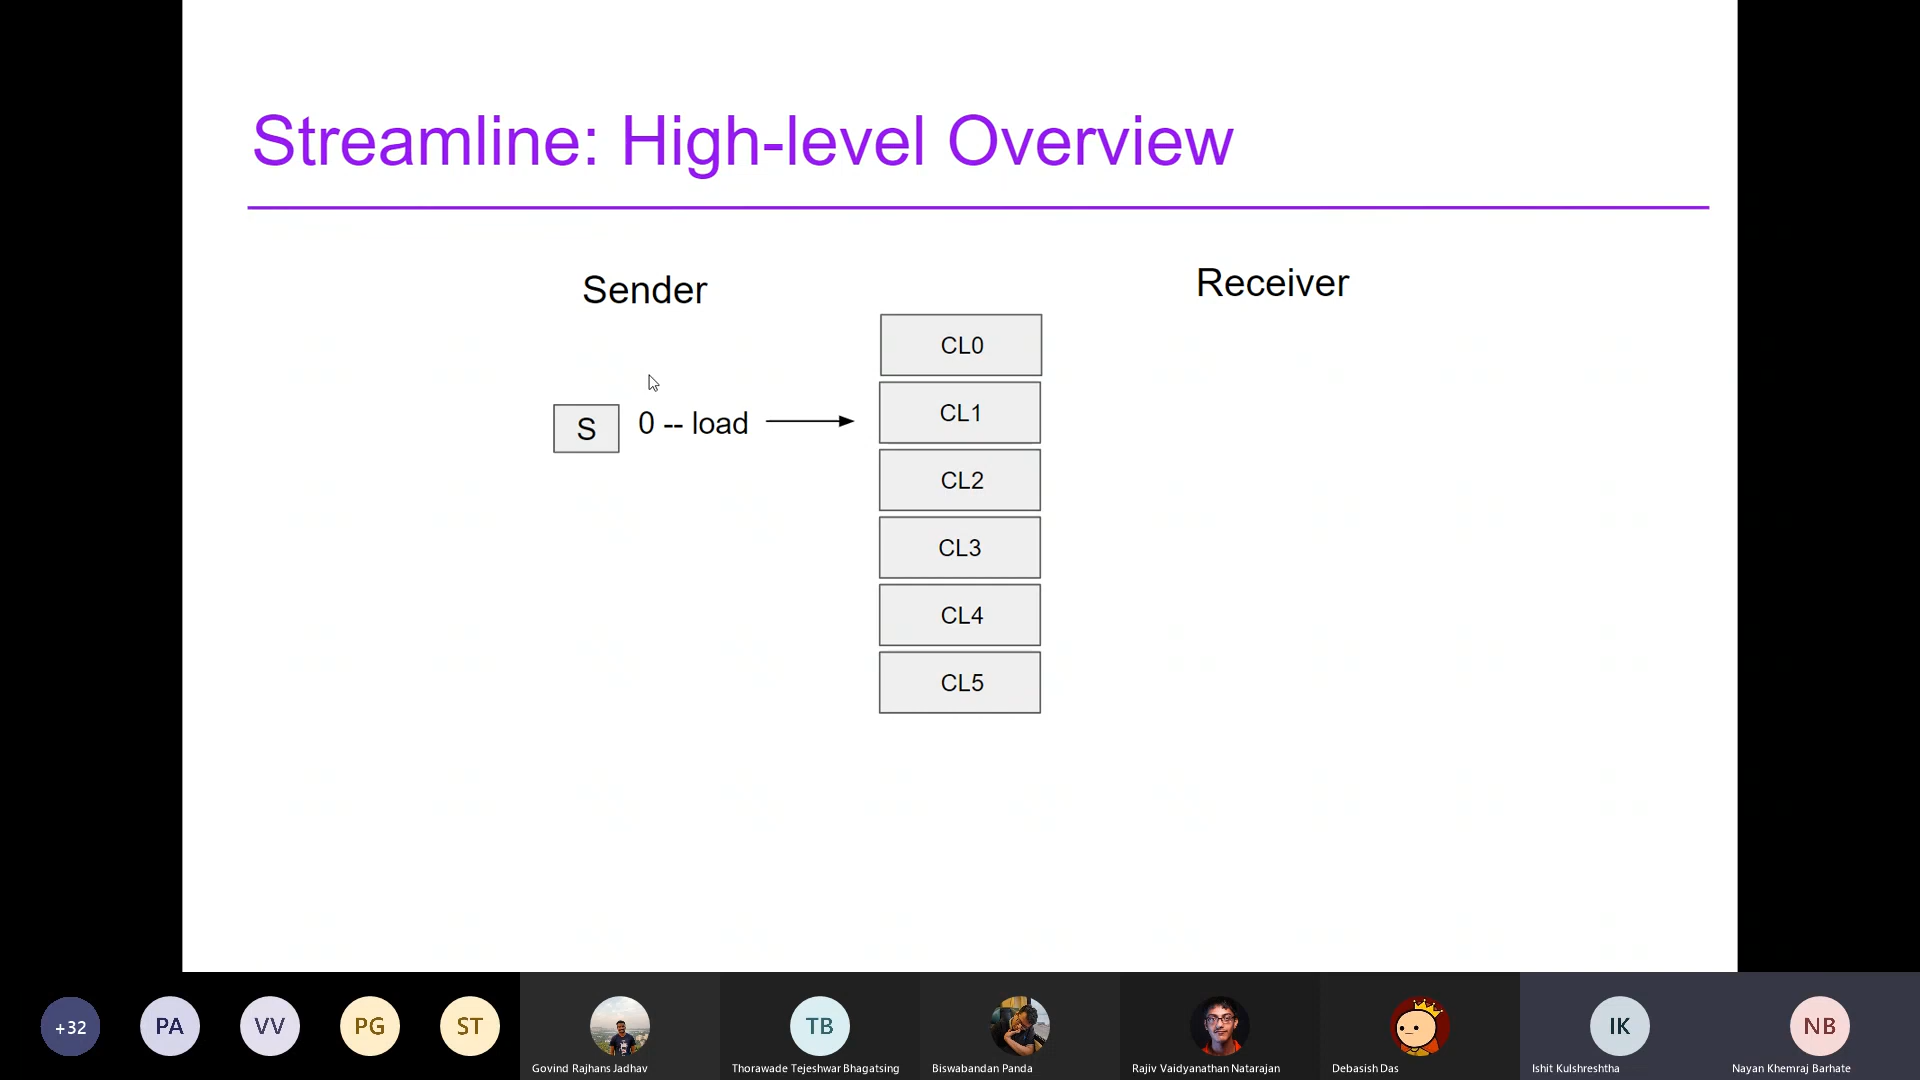 Streamline: High-level Overview
Sender
Receiver
CL0
S 0 -- load CL1
CL2
CL3
CL4
CL5
+32 PA VV PG ST TB IK NB
Govind Rajhans Jadhav Thorawade Tejeshwar Bhagatsing Biswabandan Panda Rajiv Vaidyanathan Natarajan Debasish Das Ishit Kulshreshtha Nayan Khemraj Barhate